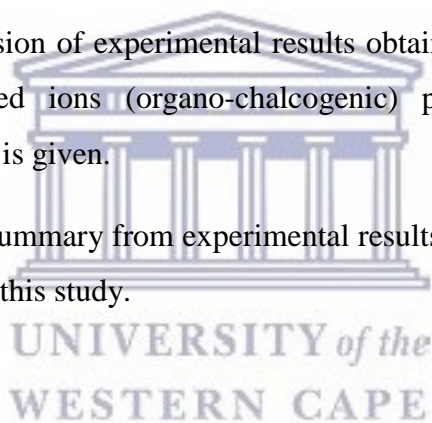 sion of experimental results obtai
ed ions (organo-chalcogenic) p
is given.
ummary from experimental results
this study.
UNIVERSITY of the
WESTERN CAPE